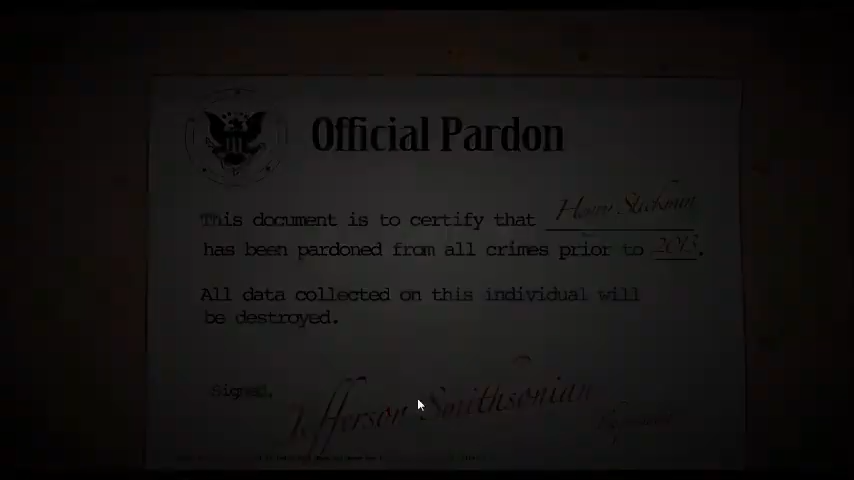 Official Pardon
This document is to certify that Henry Stickmin
has been pardoned from all crimes prior to 2013.
All data collected on this individual will
be destroyed.
Signed,
Jefferson Smithsonian